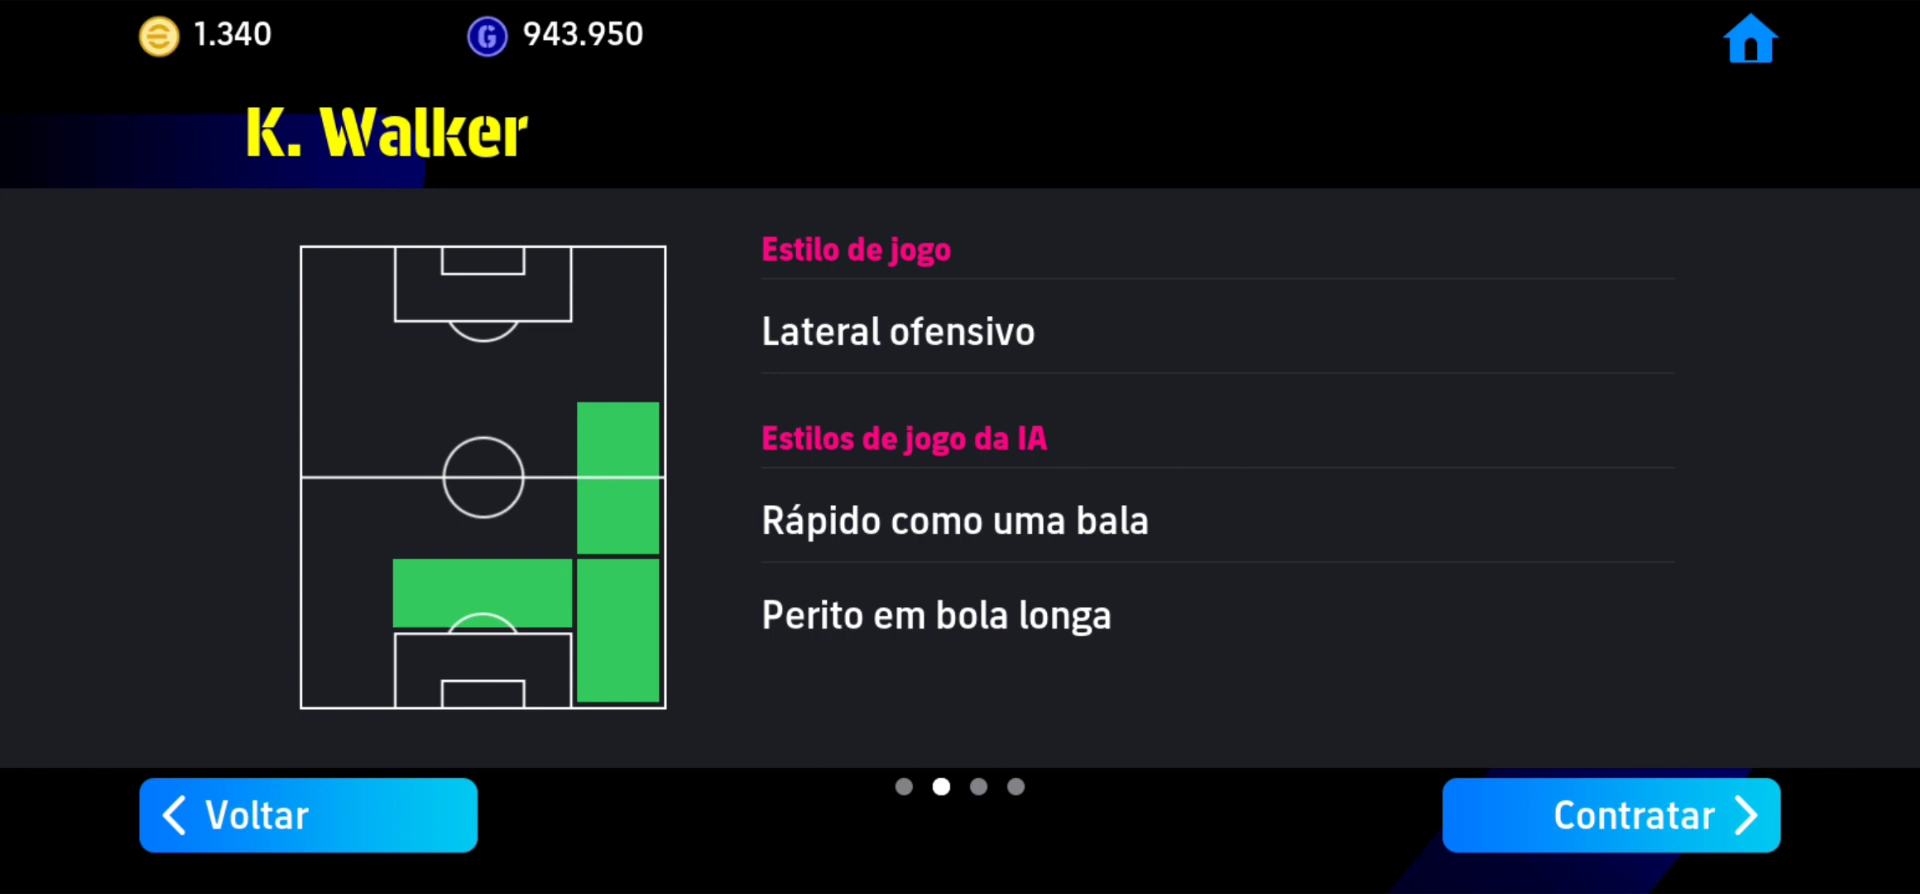 1.340
943.950
K. Walker
Estilo de jogo
Lateral ofensivo
Estilos de jogo da IA
Rápido como uma bala
Perito em bola longa
Voltar
Contratar